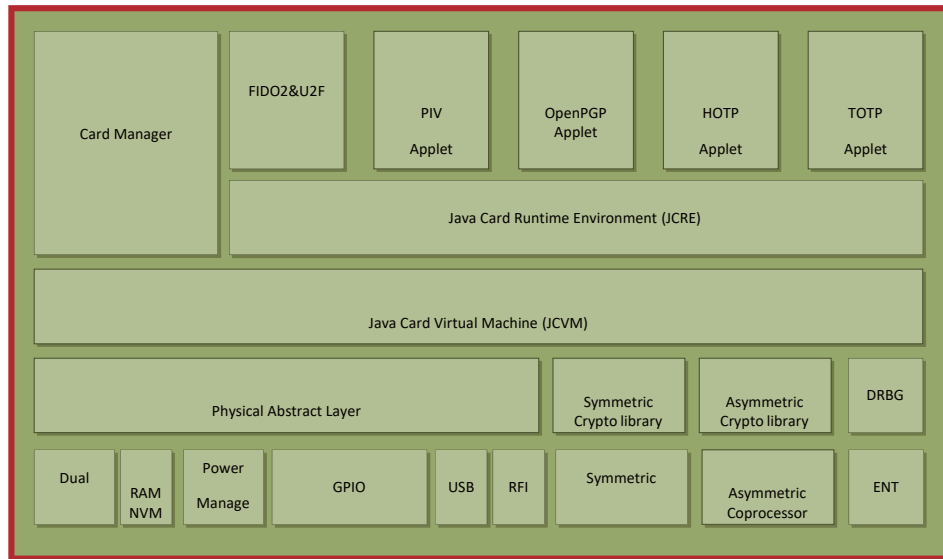 FIDO2&U2F
Card Manager
PIV
Applet
OpenPGP
Applet
HOTP
Applet
TOTP
Applet
Java Card Runtime Environment (JCRE)
Java Card Virtual Machine (JCVM)
Physical Abstract Layer
Symmetric
Crypto library
Asymmetric
Crypto library
DRBG
Dual
RAM
NVM
Power
Manage
GPIO
USB
RFI
Symmetric
Asymmetric
Coprocessor
ENT